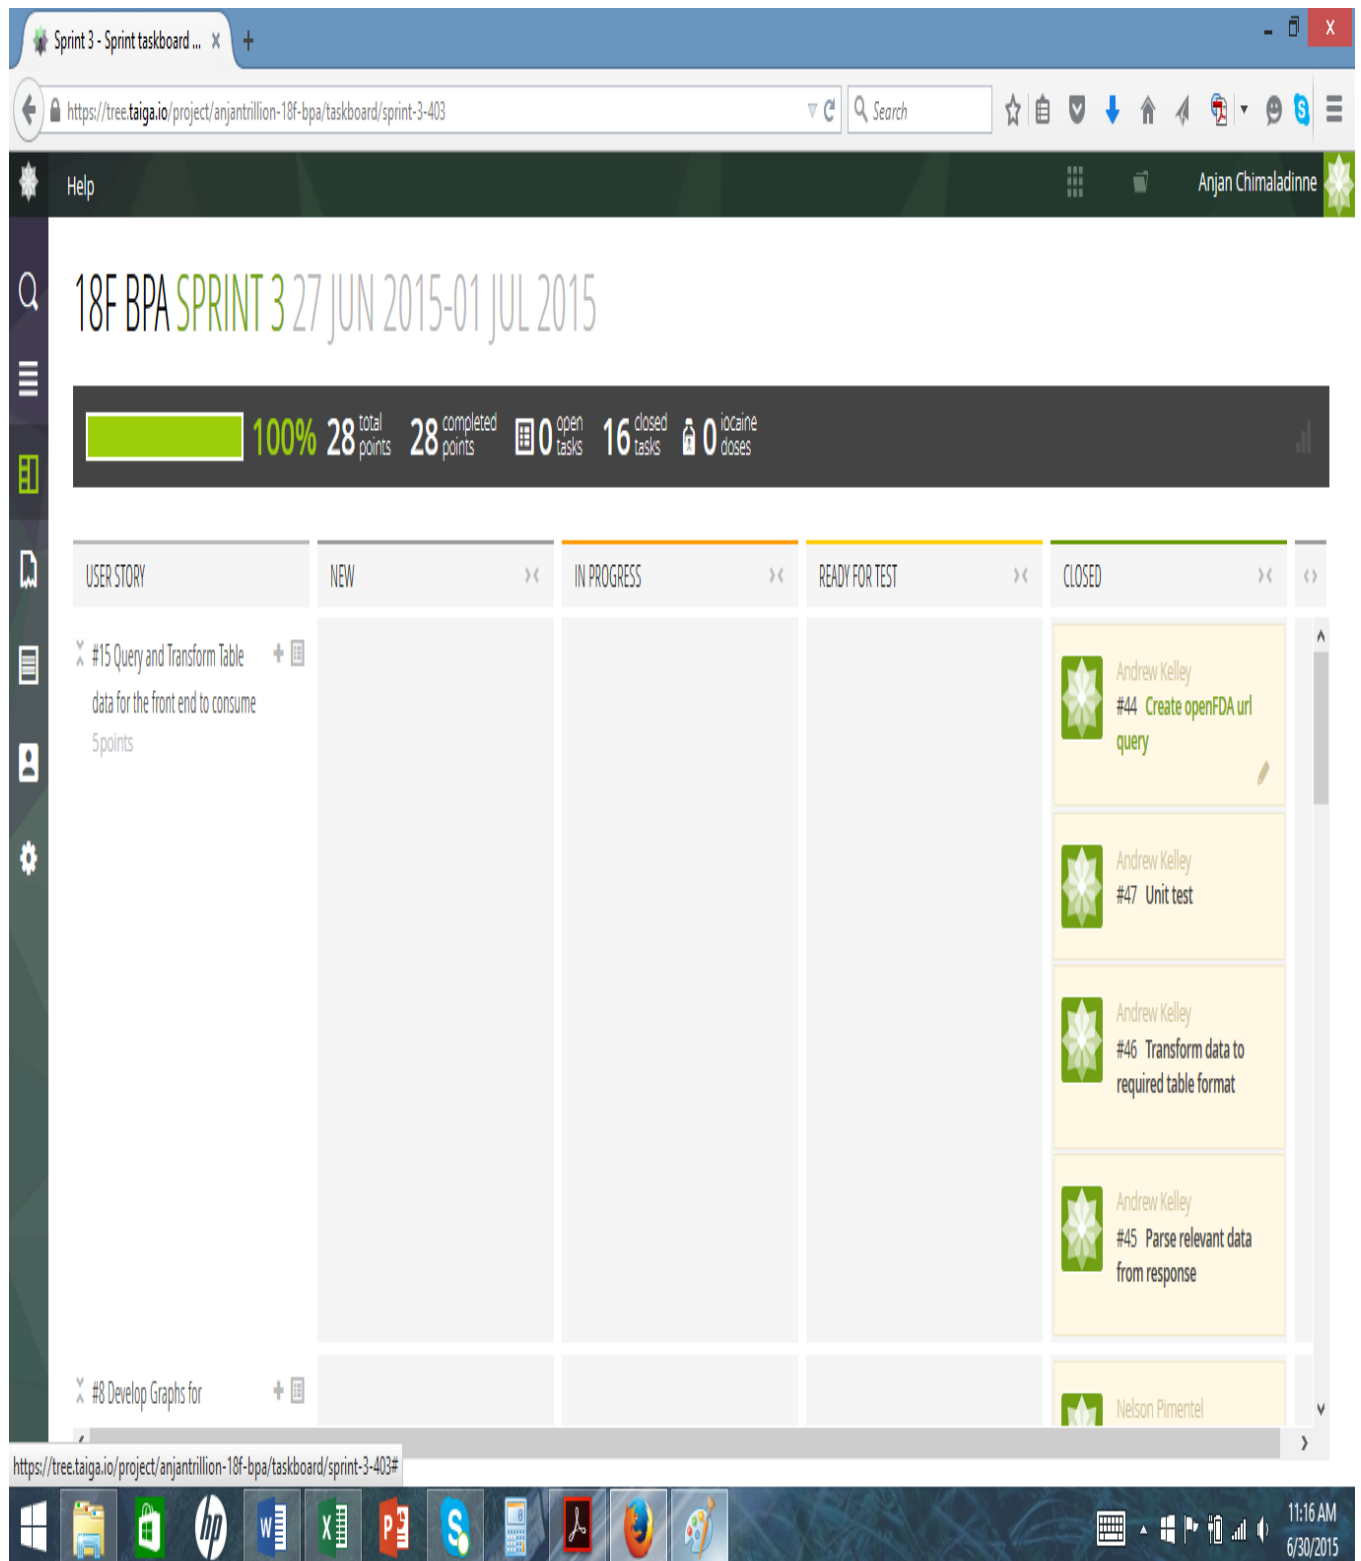 Sprint 3 - Sprint taskboard ...
https://tree.taiga.io/project/anjantrillion-18f-bpa/taskboard/sprint-3-403
Search
Help
Anjan Chimaladinne
18F BPA SPRINT 3 27 JUN 2015-01 JUL 2015
100% 28 total points 28 completed points 0 open tasks 16 closed tasks 0 iocaine doses
USER STORY NEW IN PROGRESS READY FOR TEST CLOSED
#15 Query and Transform Table
data for the front end to consume
5 points
Andrew Kelley
#44 Create openFDA url
query
Andrew Kelley
#47 Unit test
Andrew Kelley
#46 Transform data to
required table format
Andrew Kelley
#45 Parse relevant data
from response
#8 Develop Graphs for
Nelson Pimentel
https://tree.taiga.io/project/anjantrillion-18f-bpa/taskboard/sprint-3-403#
11:16 AM
6/30/2015